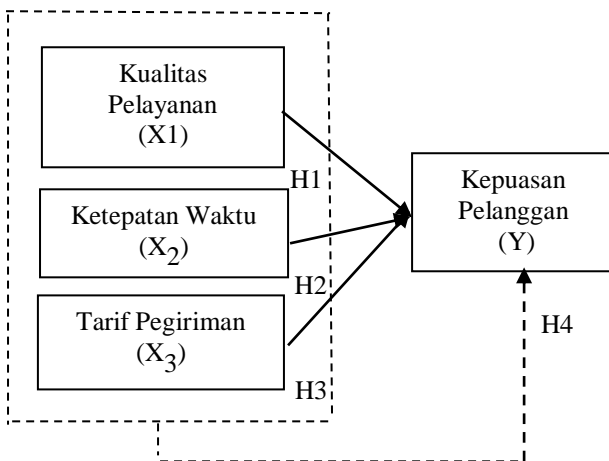 Kualitas
Pelayanan
(X1)
H1
Ketepatan Waktu
(X2)
H2
Tarif Pegiriman
(X3)
H3
Kepuasan
Pelanggan
(Y)
H4